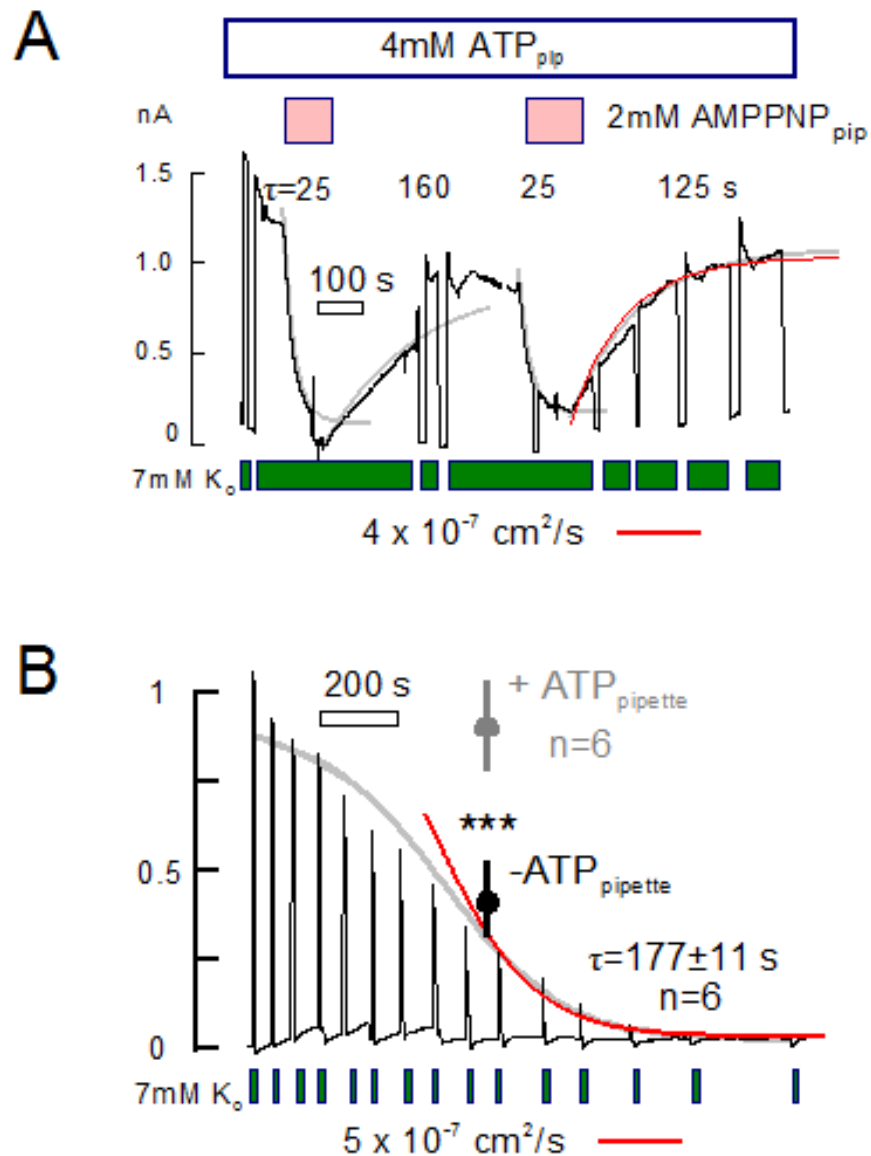 A
4mM ATPpip
nA
2mM AMPPNPpip
1.5
τ=25 160 25 125 s
1.0
100 s
0.5
0
7mM Ko
4 x 10-7 cm2/s
B
200 s
+ ATPpipette
n=6
1
***
0.5
-ATPpipette
τ=177±11 s
n=6
0
7mM Ko
5 x 10-7 cm2/s